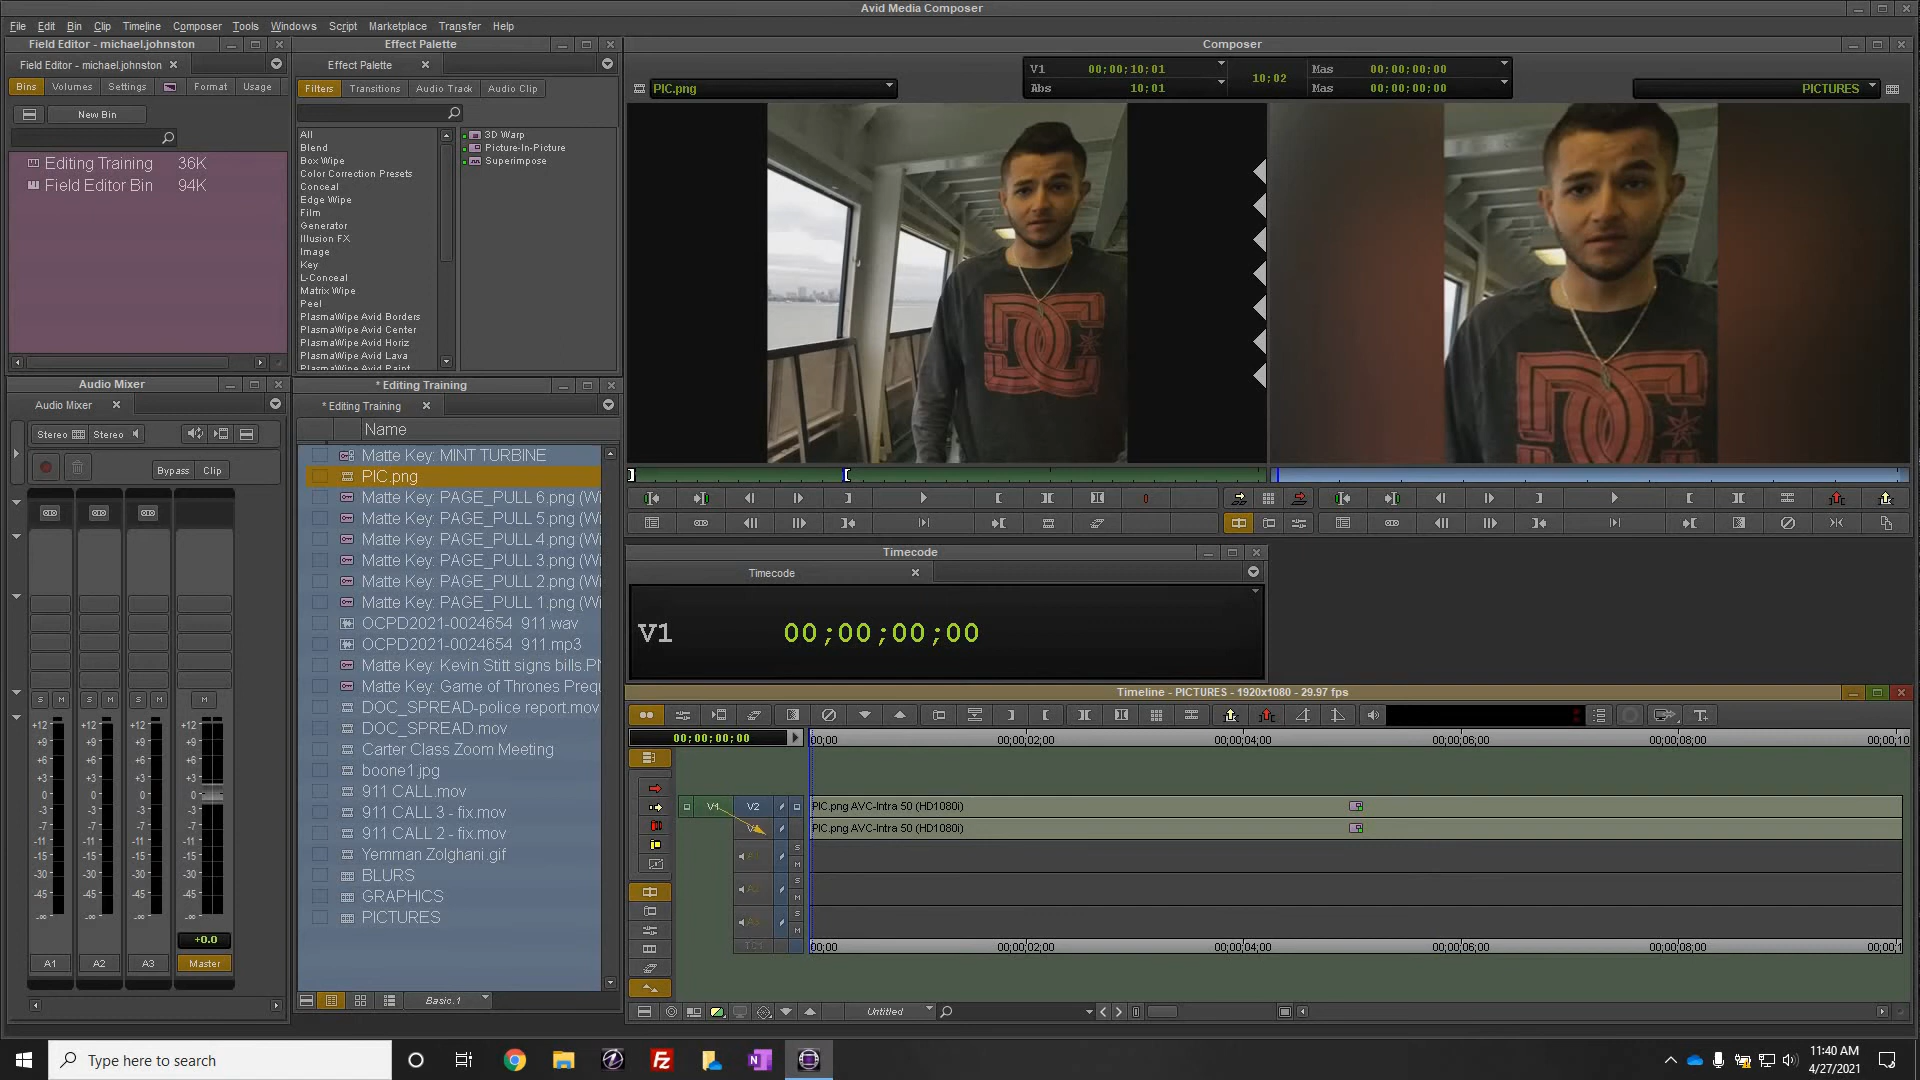 Avid Media Composer
File Edit Bin Clip Timeline Composer Tools Windows Script Marketplace Transfer Help
Field Editor - michael.johnston
Effect Palette
Composer
Field Editor - michael.johnston
Effect Palette
V1 00;00;10;01
10;02
Mas 00;00;00;00
Abs 10;01
Mas 00;00;00;00
PIC.png
PICTURES
Bins Volumes Settings Format Usage
Filters Transitions Audio Track Audio Clip
New Bin
Editing Training 36K
Field Editor Bin 94K
All
Blend
Box Wipe
Color Correction Presets
Conceal
Edge Wipe
Film
Generator
Illusion FX
Image
Key
L-Conceal
Matrix Wipe
Peel
PlasmaWipe Avid Borders
PlasmaWipe Avid Center
PlasmaWipe Avid Horiz
PlasmaWipe Avid Lava
PlasmaWipe Avid Paint
3D Warp
Picture-In-Picture
Superimpose
Audio Mixer
Audio Mixer
Stereo Stereo
Bypass Clip
S M S M S M M
+12 +12 +12 +12
+9 +9 +9 +9
+6 +6 +6 +6
+3 +3 +3 +3
0 0 0 0
-3 -3 -3 -3
-7 -7 -7 -7
-11 -11 -11 -11
-15 -15 -15 -15
-30 -30 -30 -30
-45 -45 -45 -45
-∞ -∞ -∞ -∞
+0.0
A1 A2 A3 Master
* Editing Training
* Editing Training
Name
Matte Key: MINT TURBINE
PIC.png
Matte Key: PAGE_PULL 6.png (Wi
Matte Key: PAGE_PULL 5.png (Wi
Matte Key: PAGE_PULL 4.png (Wi
Matte Key: PAGE_PULL 3.png (Wi
Matte Key: PAGE_PULL 2.png (Wi
Matte Key: PAGE_PULL 1.png (Wi
OCPD2021-0024654 911.wav
OCPD2021-0024654 911.mp3
Matte Key: Kevin Stitt signs bills.PN
Matte Key: Game of Thrones Prequ
DOC_SPREAD-police report.mov
DOC_SPREAD.mov
Carter Class Zoom Meeting
boone1.jpg
911 CALL.mov
911 CALL 3 - fix.mov
911 CALL 2 - fix.mov
Yemman Zolghani.gif
BLURS
GRAPHICS
PICTURES
Basic.1
Timecode
Timecode
V1 00;00;00;00
Timeline - PICTURES - 1920x1080 - 29.97 fps
00;00;00;00
00;00 00;00;02;00 00;00;04;00 00;00;06;00 00;00;08;00 00;00;10
V1 V2 PIC.png AVC-Intra 50 (HD1080i)
PIC.png AVC-Intra 50 (HD1080i)
S
M
S
M
S
M
TC1
00;00 00;00;02;00 00;00;04;00 00;00;06;00 00;00;08;00 00;00;1
Untitled
Type here to search
11:40 AM
4/27/2021